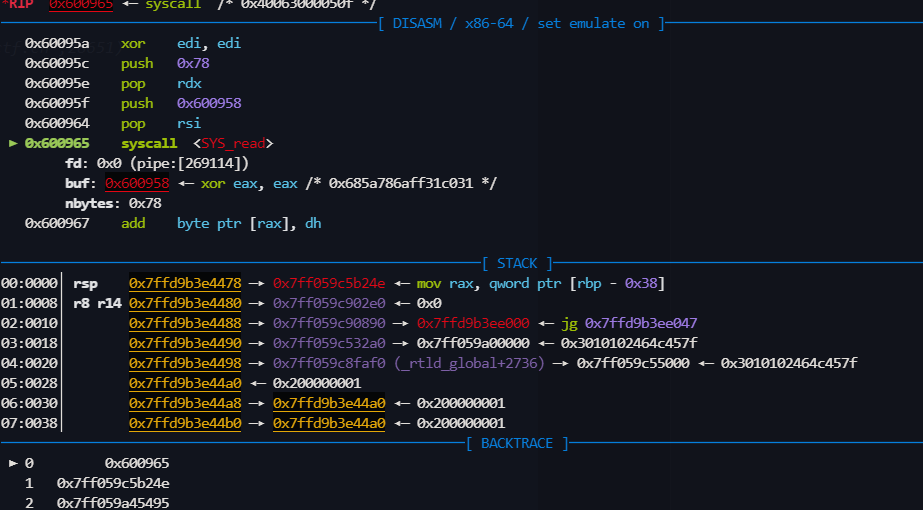 *RIP  0x600965 ◂— syscall  /* 0x40063000050f */
[ DISASM / x86-64 / set emulate on ]
0x60095a    xor    edi, edi
0x60095c    push   0x78
0x60095e    pop    rdx
0x60095f    push   0x600958
0x600964    pop    rsi
► 0x600965    syscall  <SYS_read>
fd: 0x0 (pipe:[269114])
buf: 0x600958 ◂— xor eax, eax /* 0x685a786aff31c031 */
nbytes: 0x78
0x600967    add    byte ptr [rax], dh
[ STACK ]
00:0000│ rsp    0x7ffd9b3e4478 —▸ 0x7ff059c5b24e ◂— mov rax, qword ptr [rbp - 0x38]
01:0008│ r8 r14 0x7ffd9b3e4480 —▸ 0x7ff059c902e0 ◂— 0x0
02:0010│        0x7ffd9b3e4488 —▸ 0x7ff059c90890 —▸ 0x7ffd9b3ee000 ◂— jg 0x7ffd9b3ee047
03:0018│        0x7ffd9b3e4490 —▸ 0x7ff059c532a0 —▸ 0x7ff059a00000 ◂— 0x3010102464c457f
04:0020│        0x7ffd9b3e4498 —▸ 0x7ff059c8faf0 (_rtld_global+2736) —▸ 0x7ff059c55000 ◂— 0x3010102464c457f
05:0028│        0x7ffd9b3e44a0 ◂— 0x200000001
06:0030│        0x7ffd9b3e44a8 —▸ 0x7ffd9b3e44a0 ◂— 0x200000001
07:0038│        0x7ffd9b3e44b0 —▸ 0x7ffd9b3e44a0 ◂— 0x200000001
[ BACKTRACE ]
► 0         0x600965
1   0x7ff059c5b24e
2   0x7ff059a45495